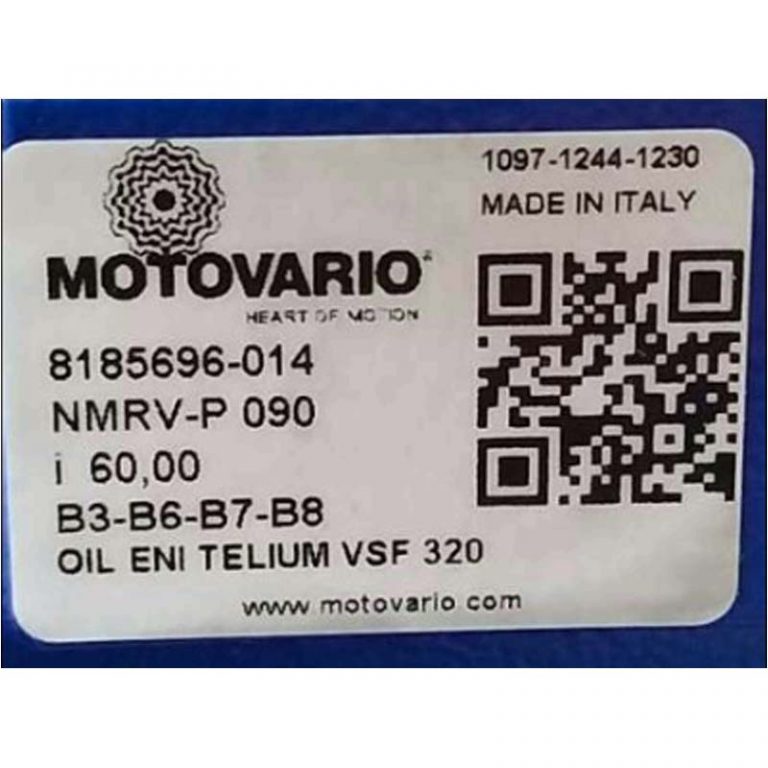 1097-1244-1230
MADE IN ITALY
MOTOVARIO
HEART OF MOTION
8185696-014
NMRV-P 090
i 60,00
B3-B6-B7-B8
OIL ENI TELIUM VSF 320
www.motovario.com